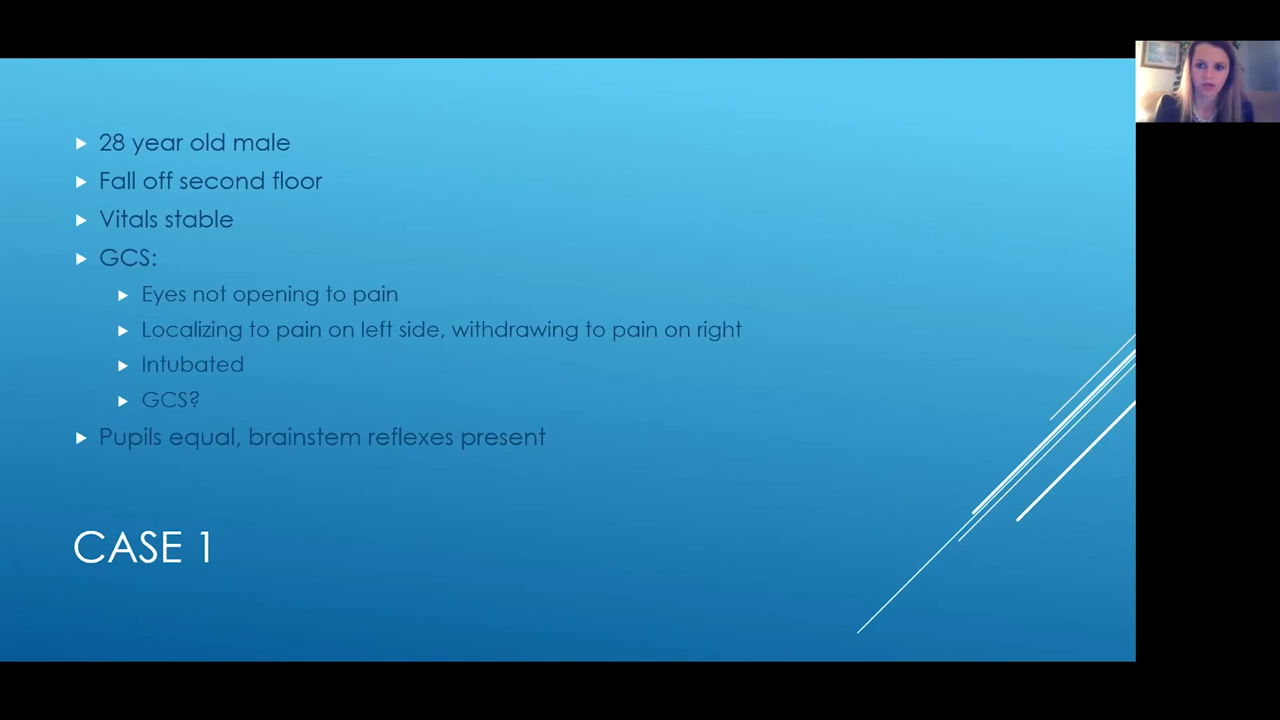 28 year old male
Fall off second floor
Vitals stable
GCS:
Eyes not opening to pain
Localizing to pain on left side, withdrawing to pain on right
Intubated
GCS?
Pupils equal, brainstem reflexes present
CASE 1